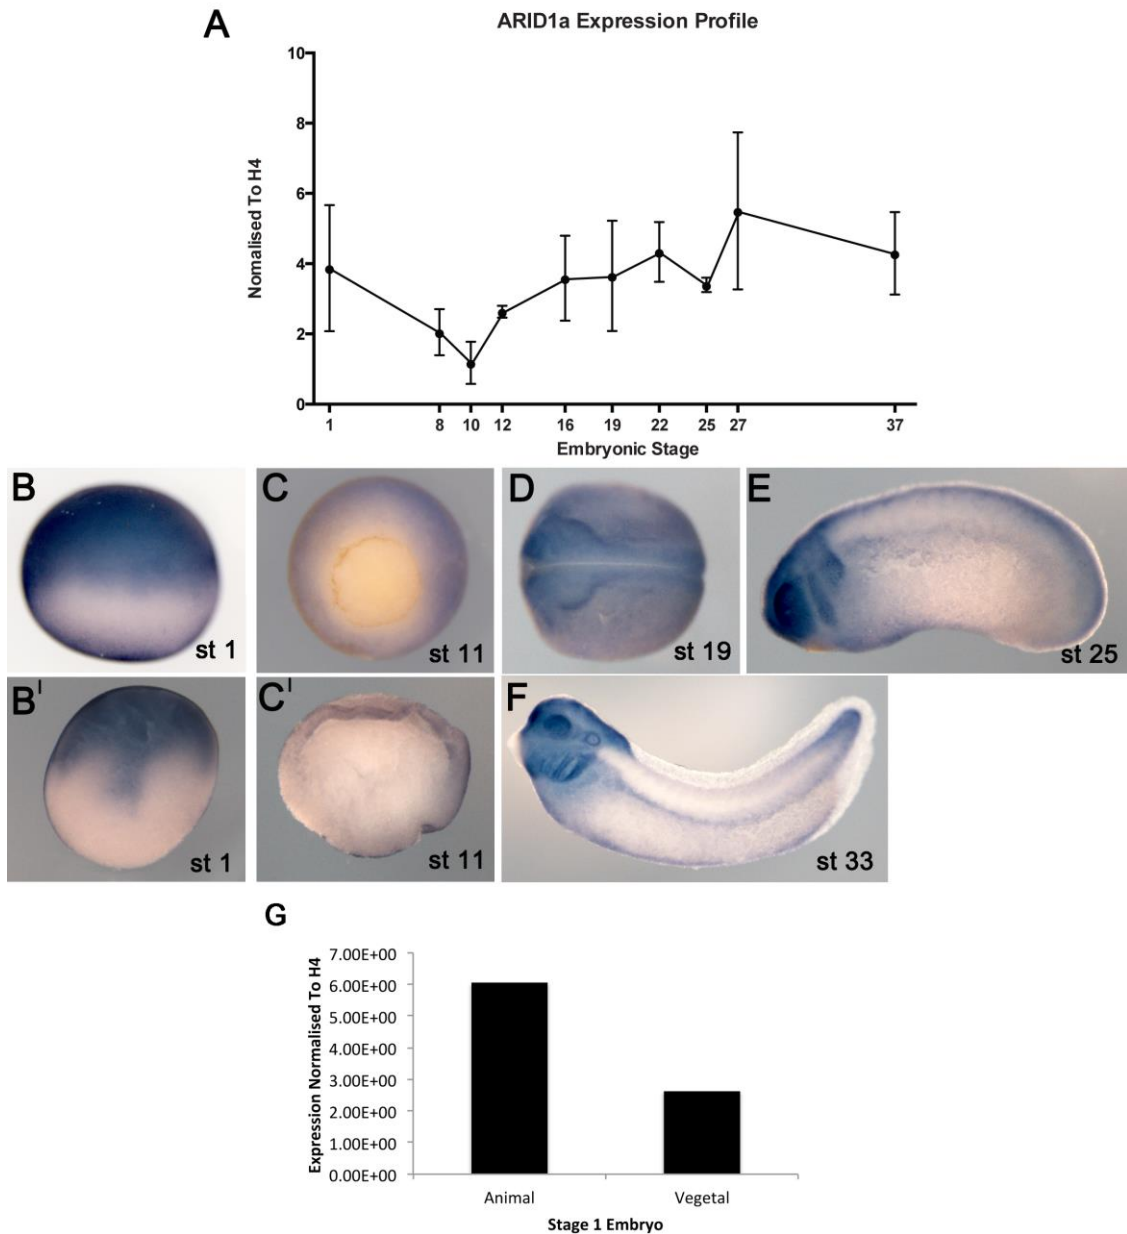 A
ARID1a Expression Profile
Nomalised To H4
10
8
6
4
2
0
1 8 10 12 16 19 22 25 27 37
Embryonic Stage
B
st 1
C
st 11
D
st 19
E
st 25
B'
st 1
C'
st 11
F
st 33
G
Expression Normalised To H4
7.00E+00
6.00E+00
5.00E+00
4.00E+00
3.00E+00
2.00E+00
1.00E+00
0.00E+00
Animal Vegetal
Stage 1 Embryo